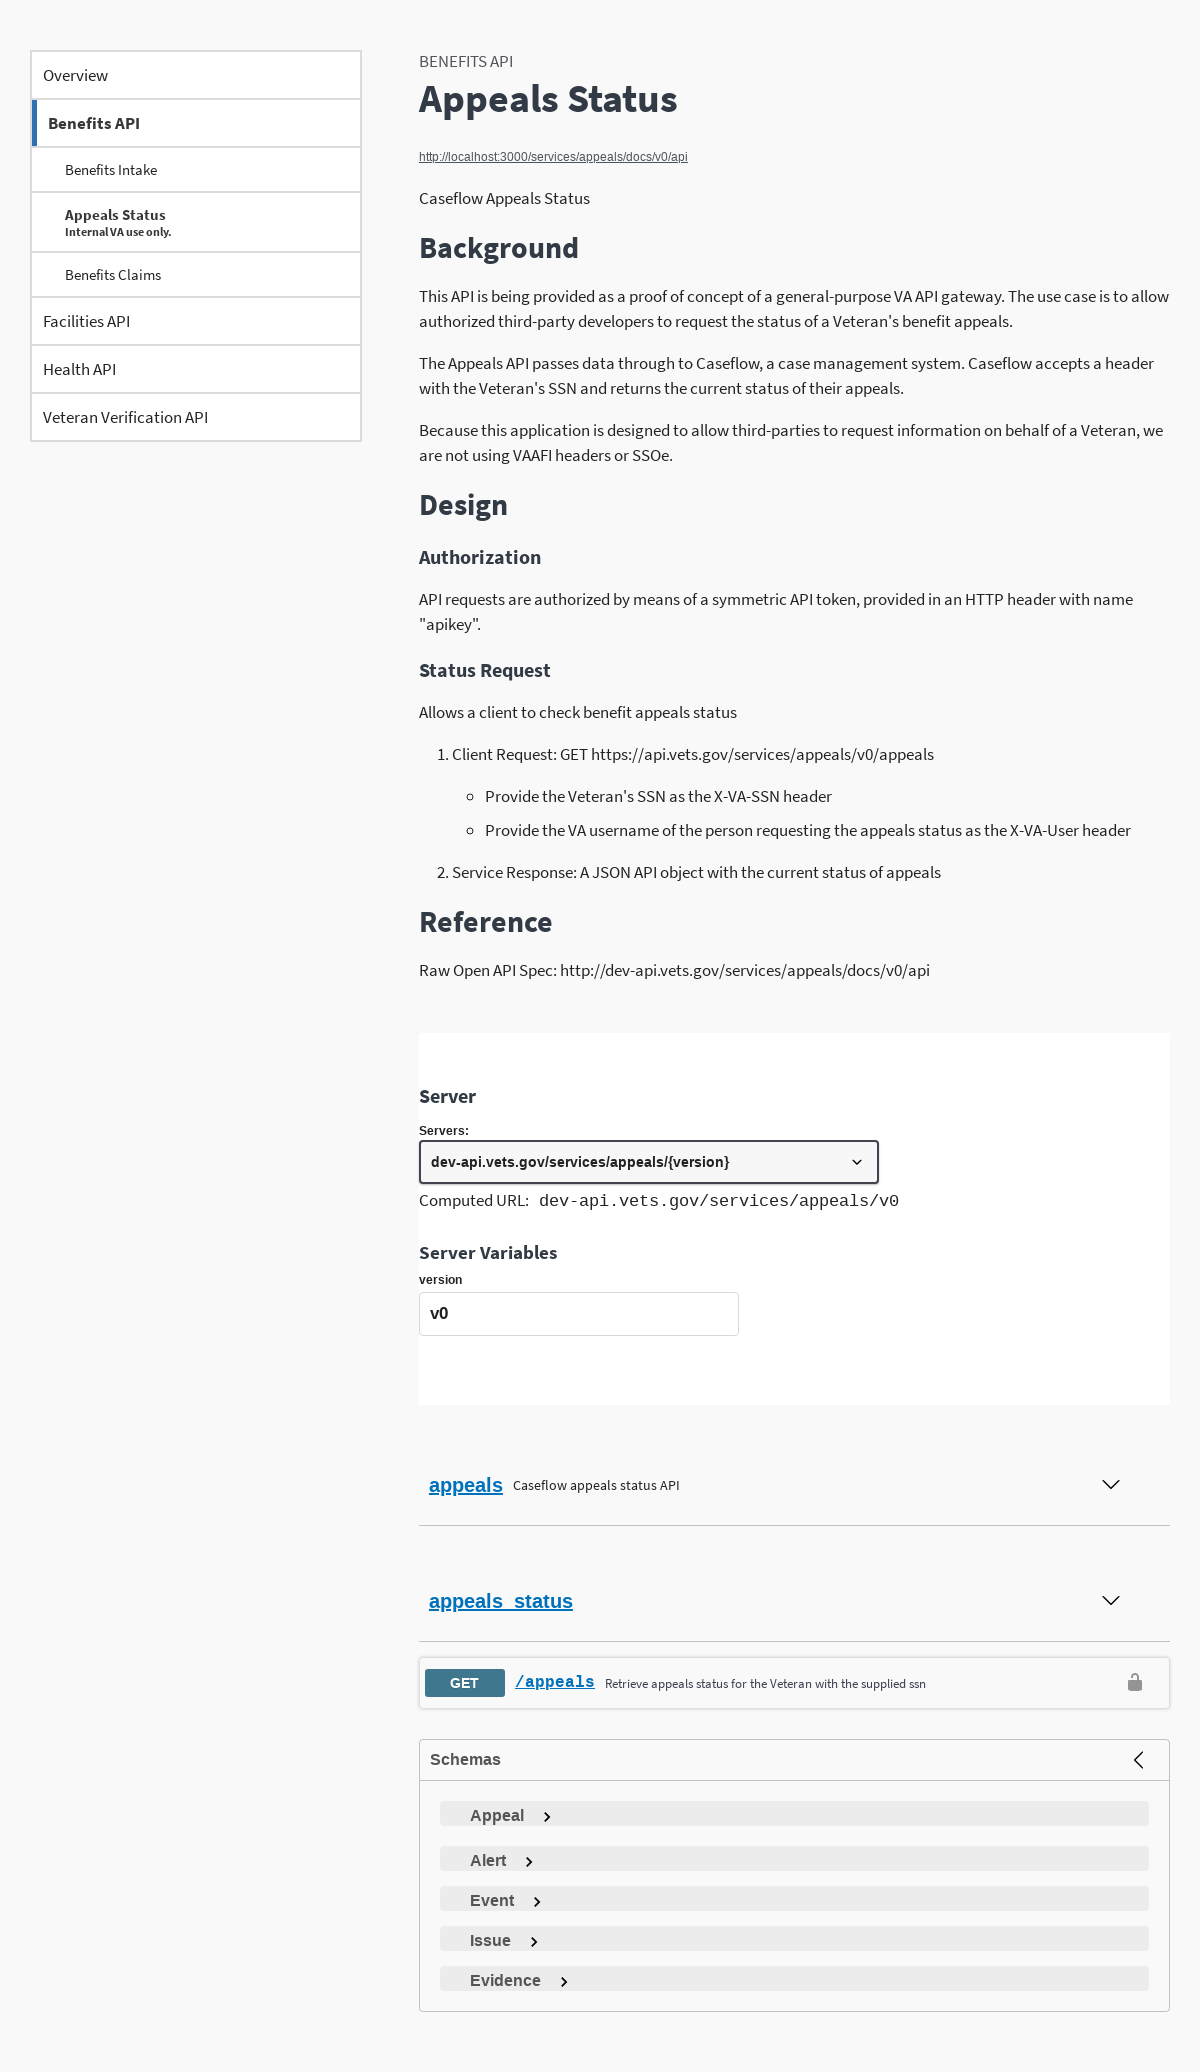 Overview
Benefits API
Benefits Intake
Appeals Status
Internal VA use only.
Benefits Claims
Facilities API
Health API
Veteran Verification API
BENEFITS API
Appeals Status
http://localhost:3000/services/appeals/docs/v0/api
Caseflow Appeals Status
Background
This API is being provided as a proof of concept of a general-purpose VA API gateway. The use case is to allow
authorized third-party developers to request the status of a Veteran's benefit appeals.
The Appeals API passes data through to Caseflow, a case management system. Caseflow accepts a header
with the Veteran's SSN and returns the current status of their appeals.
Because this application is designed to allow third-parties to request information on behalf of a Veteran, we
are not using VAAFI headers or SSOe.
Design
Authorization
API requests are authorized by means of a symmetric API token, provided in an HTTP header with name
"apikey".
Status Request
Allows a client to check benefit appeals status
1. Client Request: GET https://api.vets.gov/services/appeals/v0/appeals
Provide the Veteran's SSN as the X-VA-SSN header
Provide the VA username of the person requesting the appeals status as the X-VA-User header
2. Service Response: A JSON API object with the current status of appeals
Reference
Raw Open API Spec: http://dev-api.vets.gov/services/appeals/docs/v0/api
Server
Servers:
dev-api.vets.gov/services/appeals/{version}
Computed URL: dev-api.vets.gov/services/appeals/v0
Server Variables
version
v0
appeals Caseflow appeals status API
appeals_status
GET /appeals Retrieve appeals status for the Veteran with the supplied ssn
Schemas
Appeal
Alert
Event
Issue
Evidence